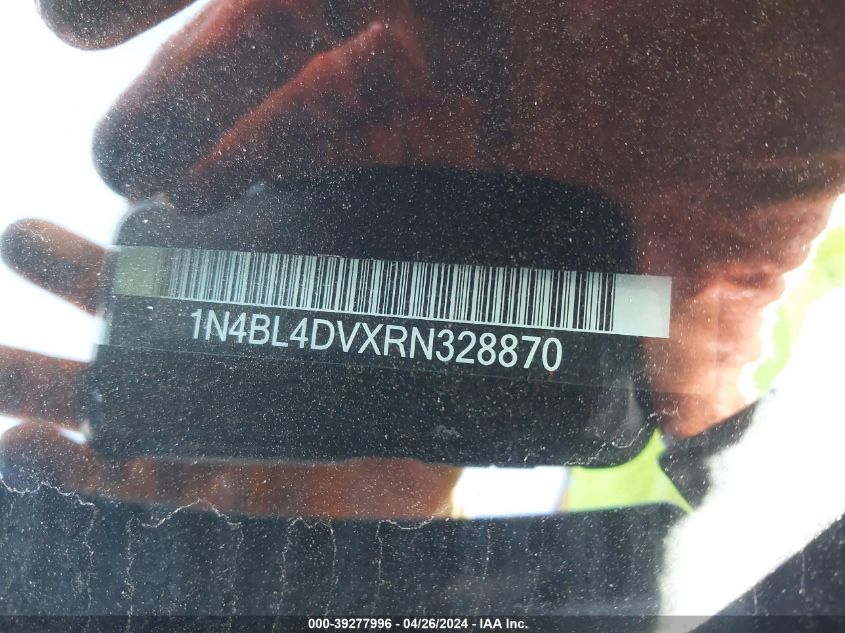 1N4BL4DVXRN328870
000-39277996 • 04/26/2024 - IAA Inc.